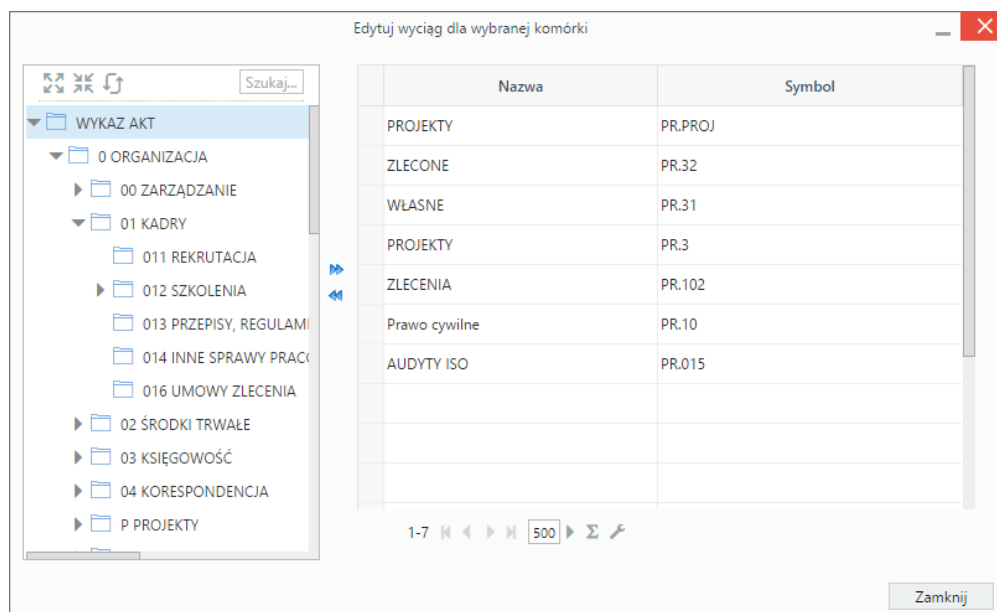 Edytuj wyciąg dla wybranej komórki
Szukaj...
WYKAZ AKT
0 ORGANIZACJA
00 ZARZĄDZANIE
01 KADRY
011 REKRUTACJA
012 SZKOLENIA
013 PRZEPISY, REGULAMI
014 INNE SPRAWY PRAC
016 UMOWY ZLECENIA
02 ŚRODKI TRWAŁE
03 KSIĘGOWOŚĆ
04 KORESPONDENCJA
P PROJEKTY
Nazwa Symbol
PROJEKTY PR.PROJ
ZLECONE PR.32
WŁASNE PR.31
PROJEKTY PR.3
ZLECENIA PR.102
Prawo cywilne PR.10
AUDYTY ISO PR.015
1-7 500 Σ
Zamknij